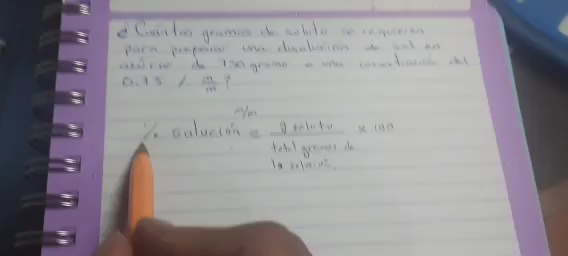 ¿Cuántos gramos de soluto se requieren
para preparar una disolución de sal en
de 750 gramos a una concentración del
0.75 % m/m?
m/m
% solución = g soluto x 100
total gramos de
la solución.